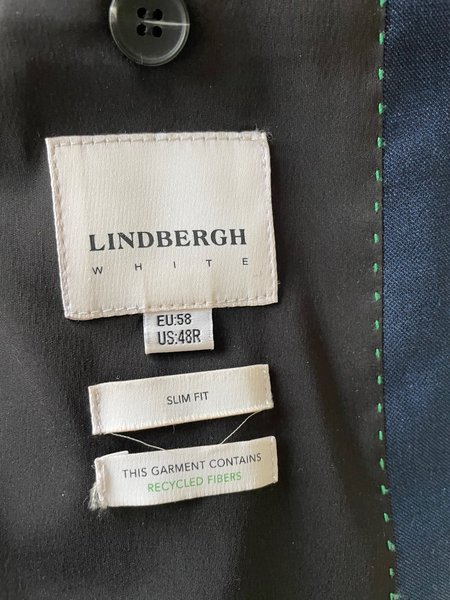 LINDBERGH
WHITE
EU:58
US:48R
SLIM FIT
THIS GARMENT CONTAINS
RECYCLED FIBERS